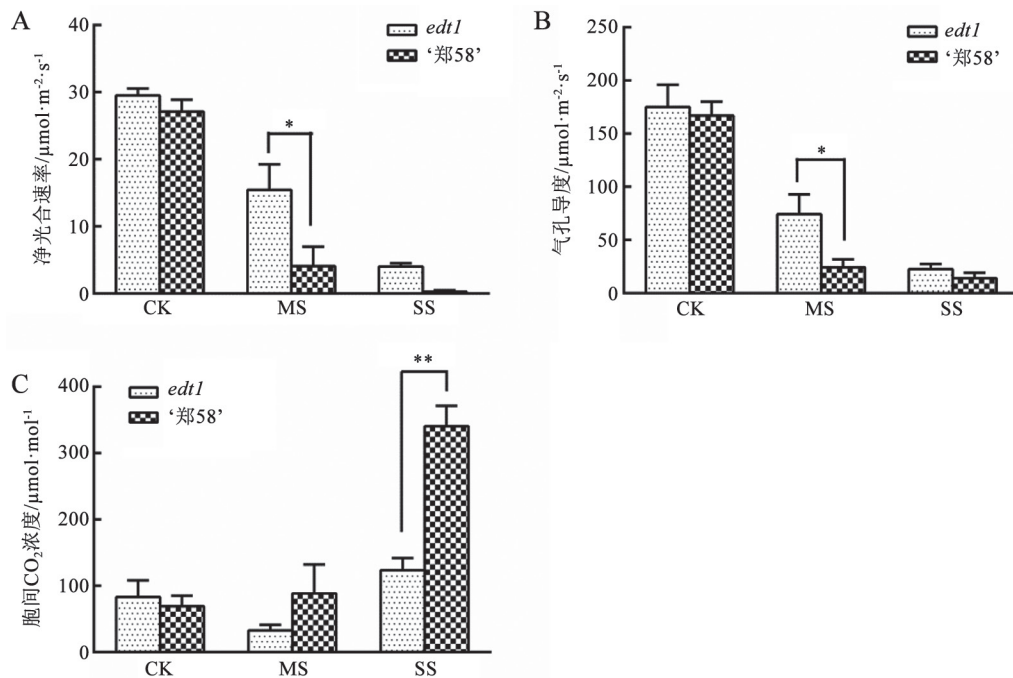 A
净光合速率/μmol·m⁻²·s⁻¹
40
30
20
10
0
edt1
‘郑58’
*
CK
MS
SS
B
气孔导度/μmol·m⁻²·s⁻¹
250
200
150
100
50
0
edt1
‘郑58’
*
CK
MS
SS
C
胞间CO₂浓度/μmol·mol⁻¹
400
300
200
100
0
edt1
‘郑58’
**
CK
MS
SS